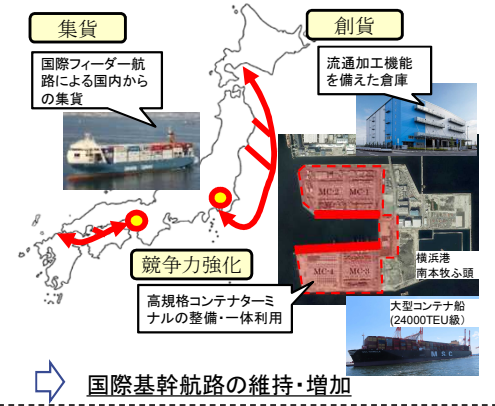 集貨
国際フィーダー航
路による国内から
の集貨
創貨
流通加工機能
を備えた倉庫
MC-2
MC-1
MC-4
MC-3
横浜港
南本牧ふ頭
競争力強化
高規格コンテナターミ
ナルの整備・一体利用
大型コンテナ船
(24000TEU級)
MSC
国際基幹航路の維持・増加